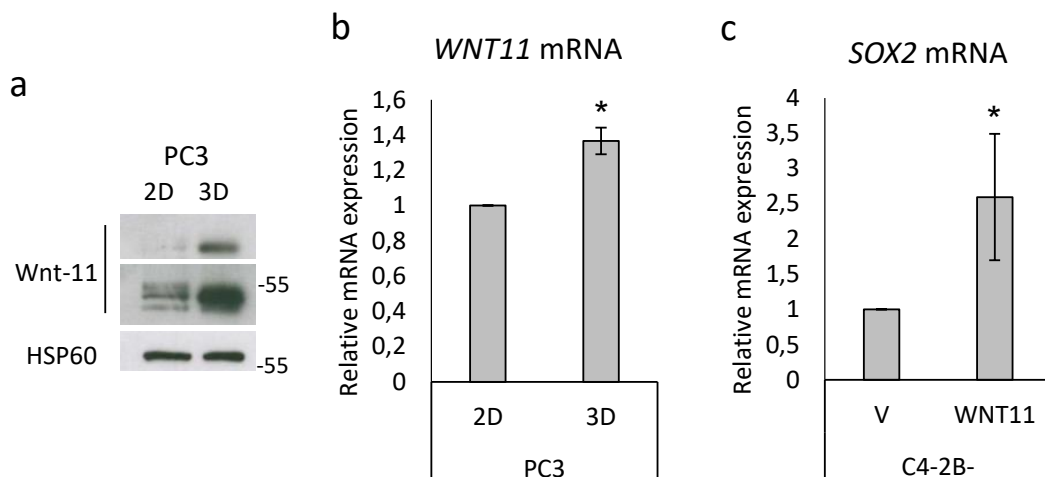 a
PC3
2D 3D
Wnt-11
-55
HSP60
-55
b
WNT11 mRNA
Relative mRNA expression
1,6
1,4
1,2
1
0,8
0,6
0,4
0,2
0
*
2D 3D
PC3
c
SOX2 mRNA
Relative mRNA expression
4
3,5
3
2,5
2
1,5
1
0,5
0
*
V WNT11
C4-2B-